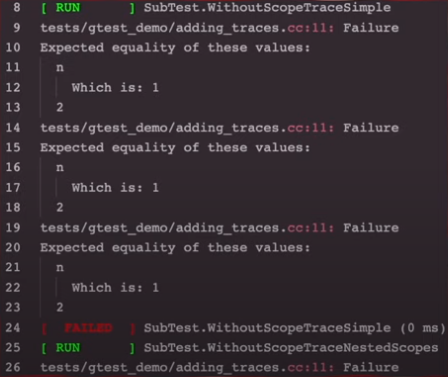 8 [ RUN      ] SubTest.WithoutScopeTraceSimple
9 tests/gtest_demo/adding_traces.cc:11: Failure
10 Expected equality of these values:
11   n
12     Which is: 1
13   2
14 tests/gtest_demo/adding_traces.cc:11: Failure
15 Expected equality of these values:
16   n
17     Which is: 1
18   2
19 tests/gtest_demo/adding_traces.cc:11: Failure
20 Expected equality of these values:
21   n
22     Which is: 1
23   2
24 [  FAILED  ] SubTest.WithoutScopeTraceSimple (0 ms)
25 [ RUN      ] SubTest.WithoutScopeTraceNestedScopes
26 tests/gtest_demo/adding_traces.cc:11: Failure